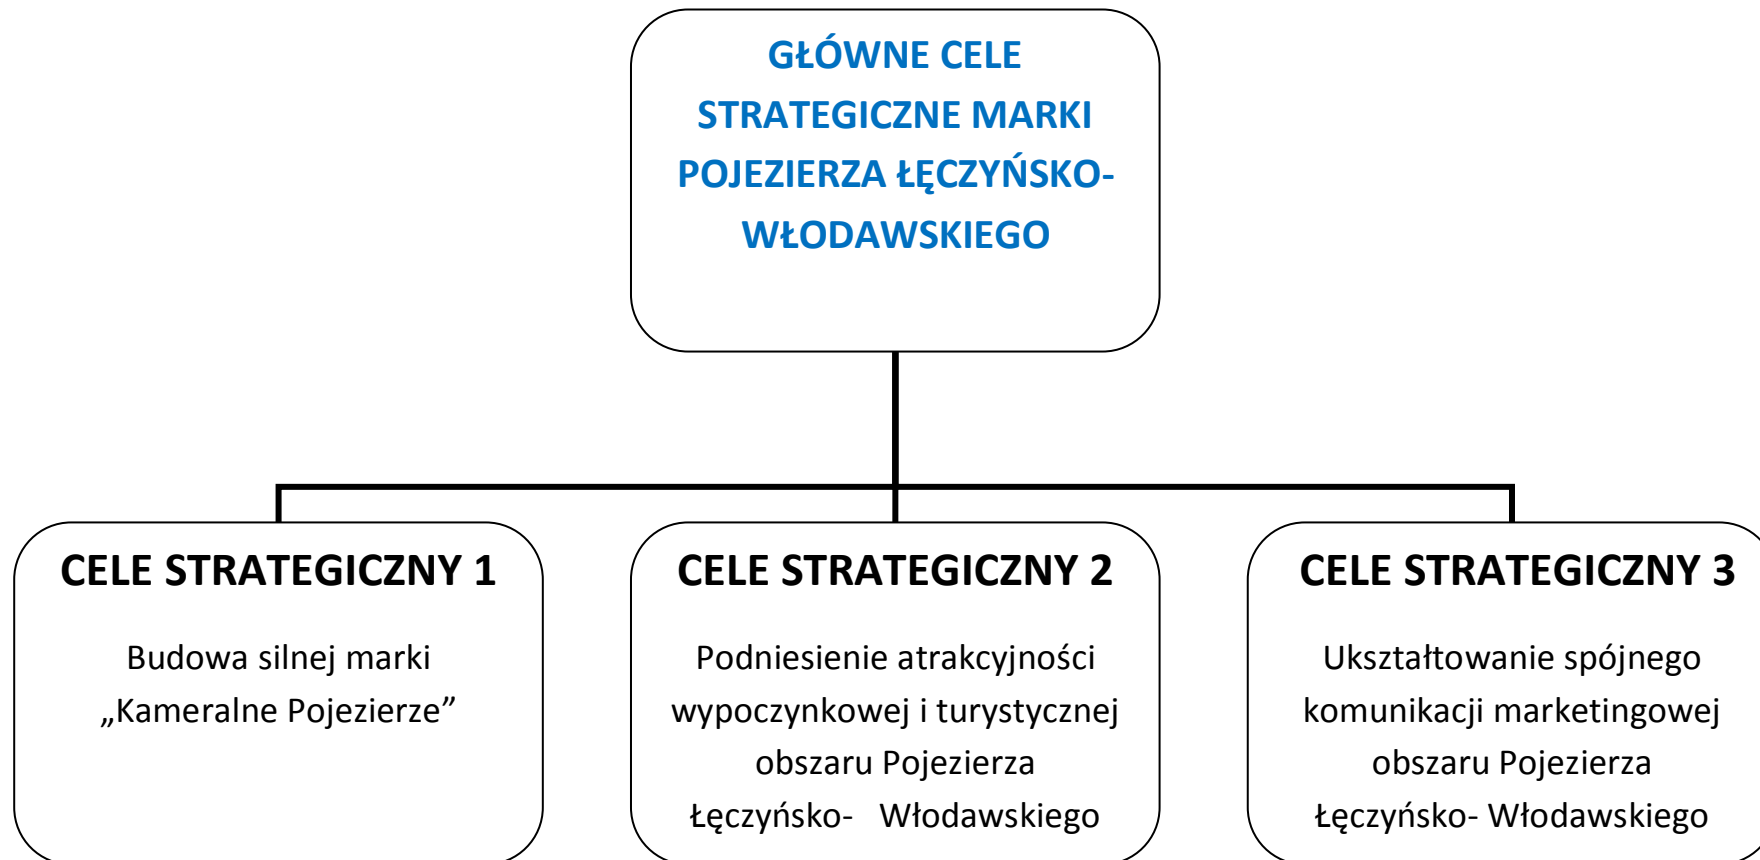 GŁÓWNE CELE
STRATEGICZNE MARKI
POJEZIERZA ŁĘCZYŃSKO-
WŁODAWSKIEGO
CELE STRATEGICZNY 1
Budowa silnej marki
„Kameralne Pojezierze”
CELE STRATEGICZNY 2
Podniesienie atrakcyjności
wypoczynkowej i turystycznej
obszaru Pojezierza
Łęczyńsko- Włodawskiego
CELE STRATEGICZNY 3
Ukształtowanie spójnego
komunikacji marketingowej
obszaru Pojezierza
Łęczyńsko- Włodawskiego